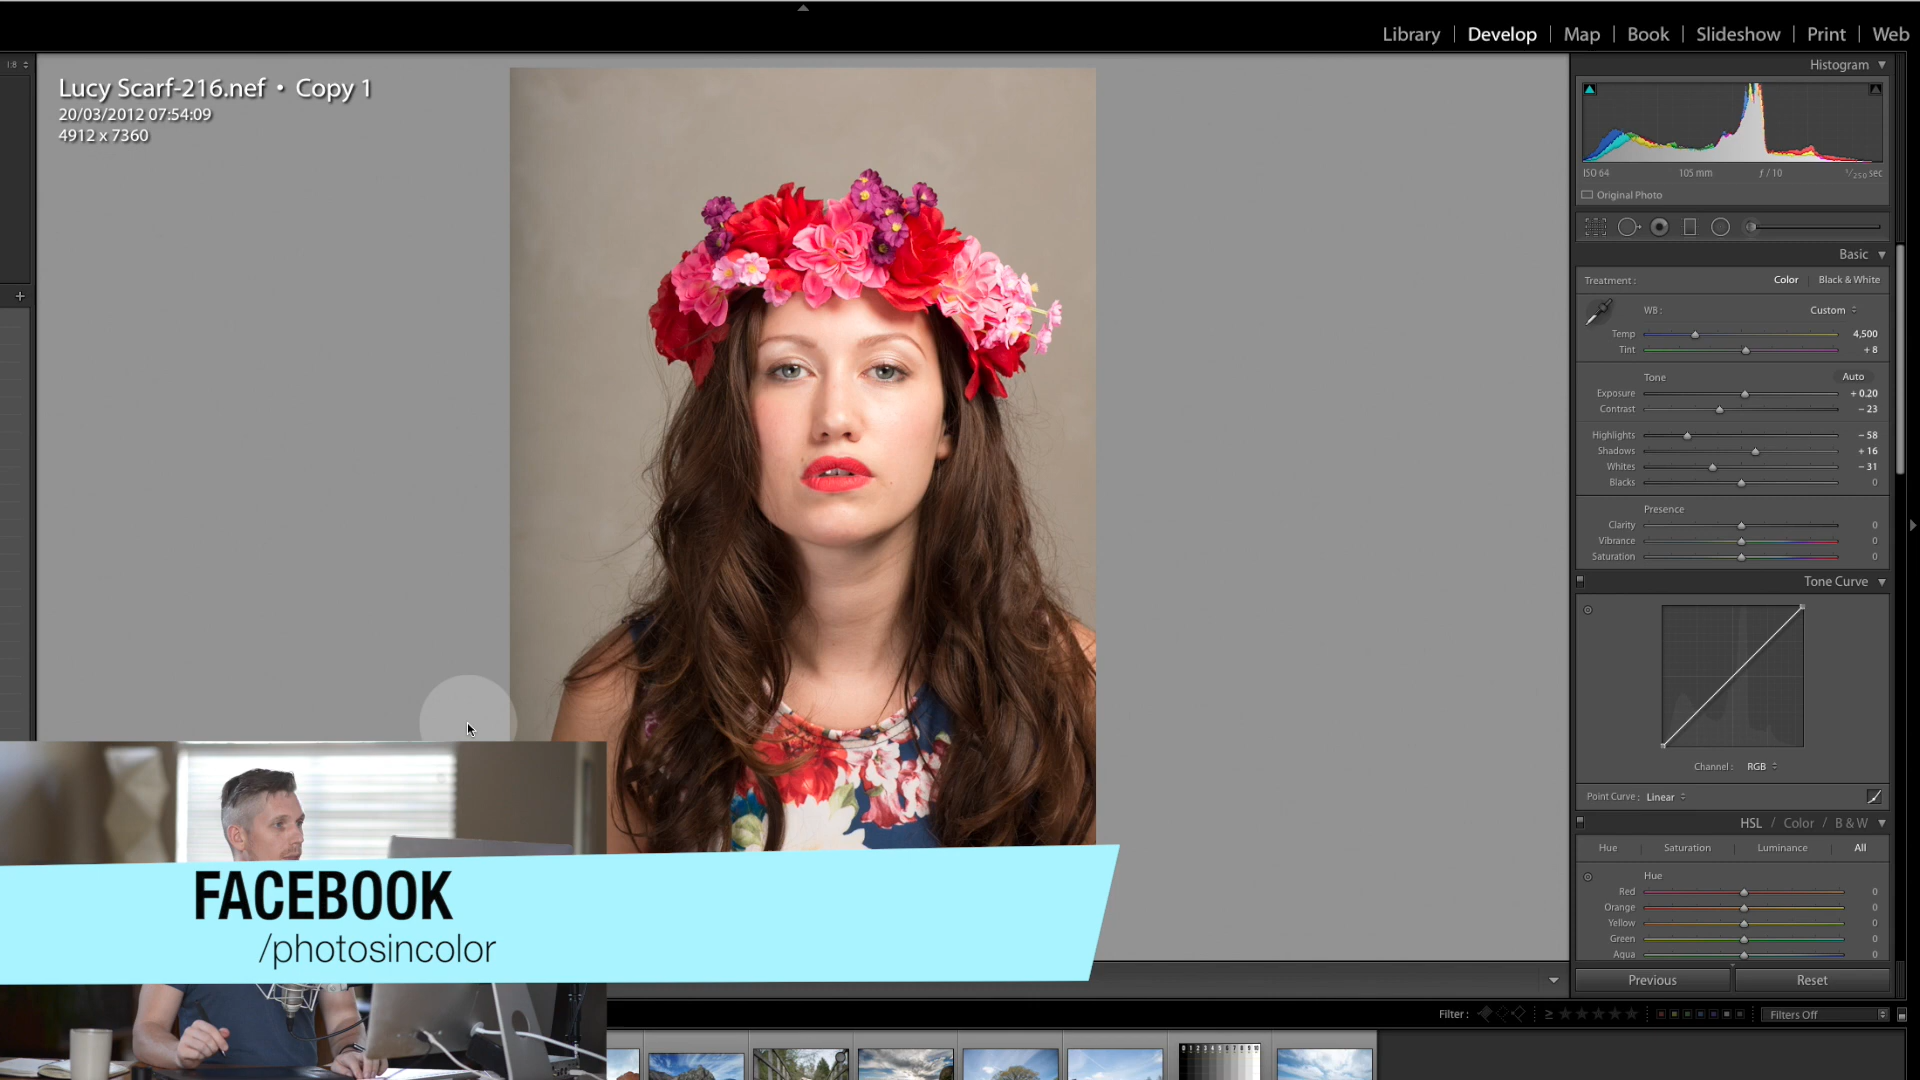 Library | Develop | Map | Book | Slideshow | Print | Web
Lucy Scarf-216.nef • Copy 1
20/03/2012 07:54:09
4912 x 7360
Histogram
ISO 64 105 mm ƒ / 10 1/250 sec
Original Photo
Basic
Treatment : Color | Black & White
WB : Custom
Temp 4,500
Tint + 8
Tone Auto
Exposure + 0.20
Contrast − 23
Highlights − 58
Shadows + 16
Whites − 31
Blacks 0
Presence
Clarity 0
Vibrance 0
Saturation 0
Tone Curve
Channel : RGB
Point Curve : Linear
HSL / Color / B & W
Hue Saturation Luminance All
Hue
Red 0
Orange 0
Yellow 0
Green 0
Aqua 0
Previous Reset
Filter : Filters Off
FACEBOOK
/photosincolor